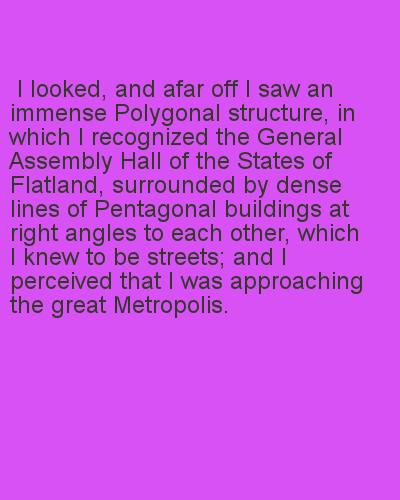 I looked, and afar off I saw an
immense Polygonal structure, in
which I recognized the General
Assembly Hall of the States of
Flatland, surrounded by dense
lines of Pentagonal buildings at
right angles to each other, which
I knew to be streets; and I
perceived that I was approaching
the great Metropolis.